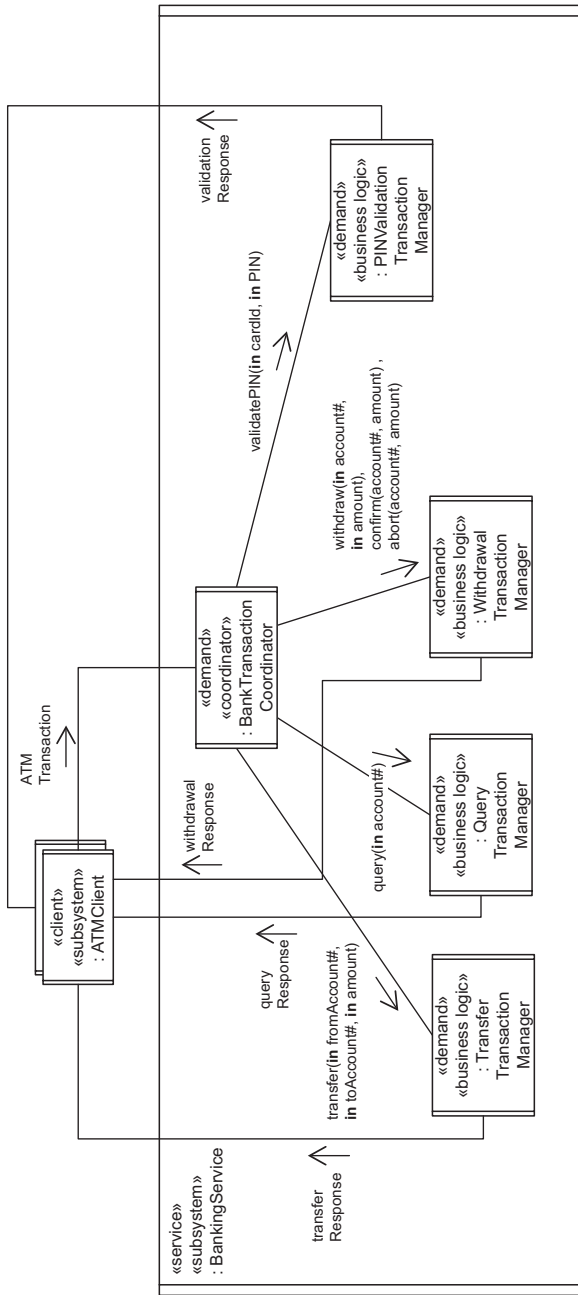 «client»
«subsystem»
: ATMClient
ATM
Transaction
«service»
«subsystem»
: BankingService
transfer
Response
query
Response
withdrawal
Response
validation
Response
«demand»
«coordinator»
: BankTransaction
Coordinator
transfer(in fromAccount#,
in toAccount#, in amount)
query(in account#)
withdraw(in account#,
in amount),
confirm(account#, amount) ,
abort(account#, amount)
validatePIN(in cardId, in PIN)
«demand»
«business logic»
: Transfer
Transaction
Manager
«demand»
«business logic»
: Query
Transaction
Manager
«demand»
«business logic»
: Withdrawal
Transaction
Manager
«demand»
«business logic»
: PINValidation
Transaction
Manager